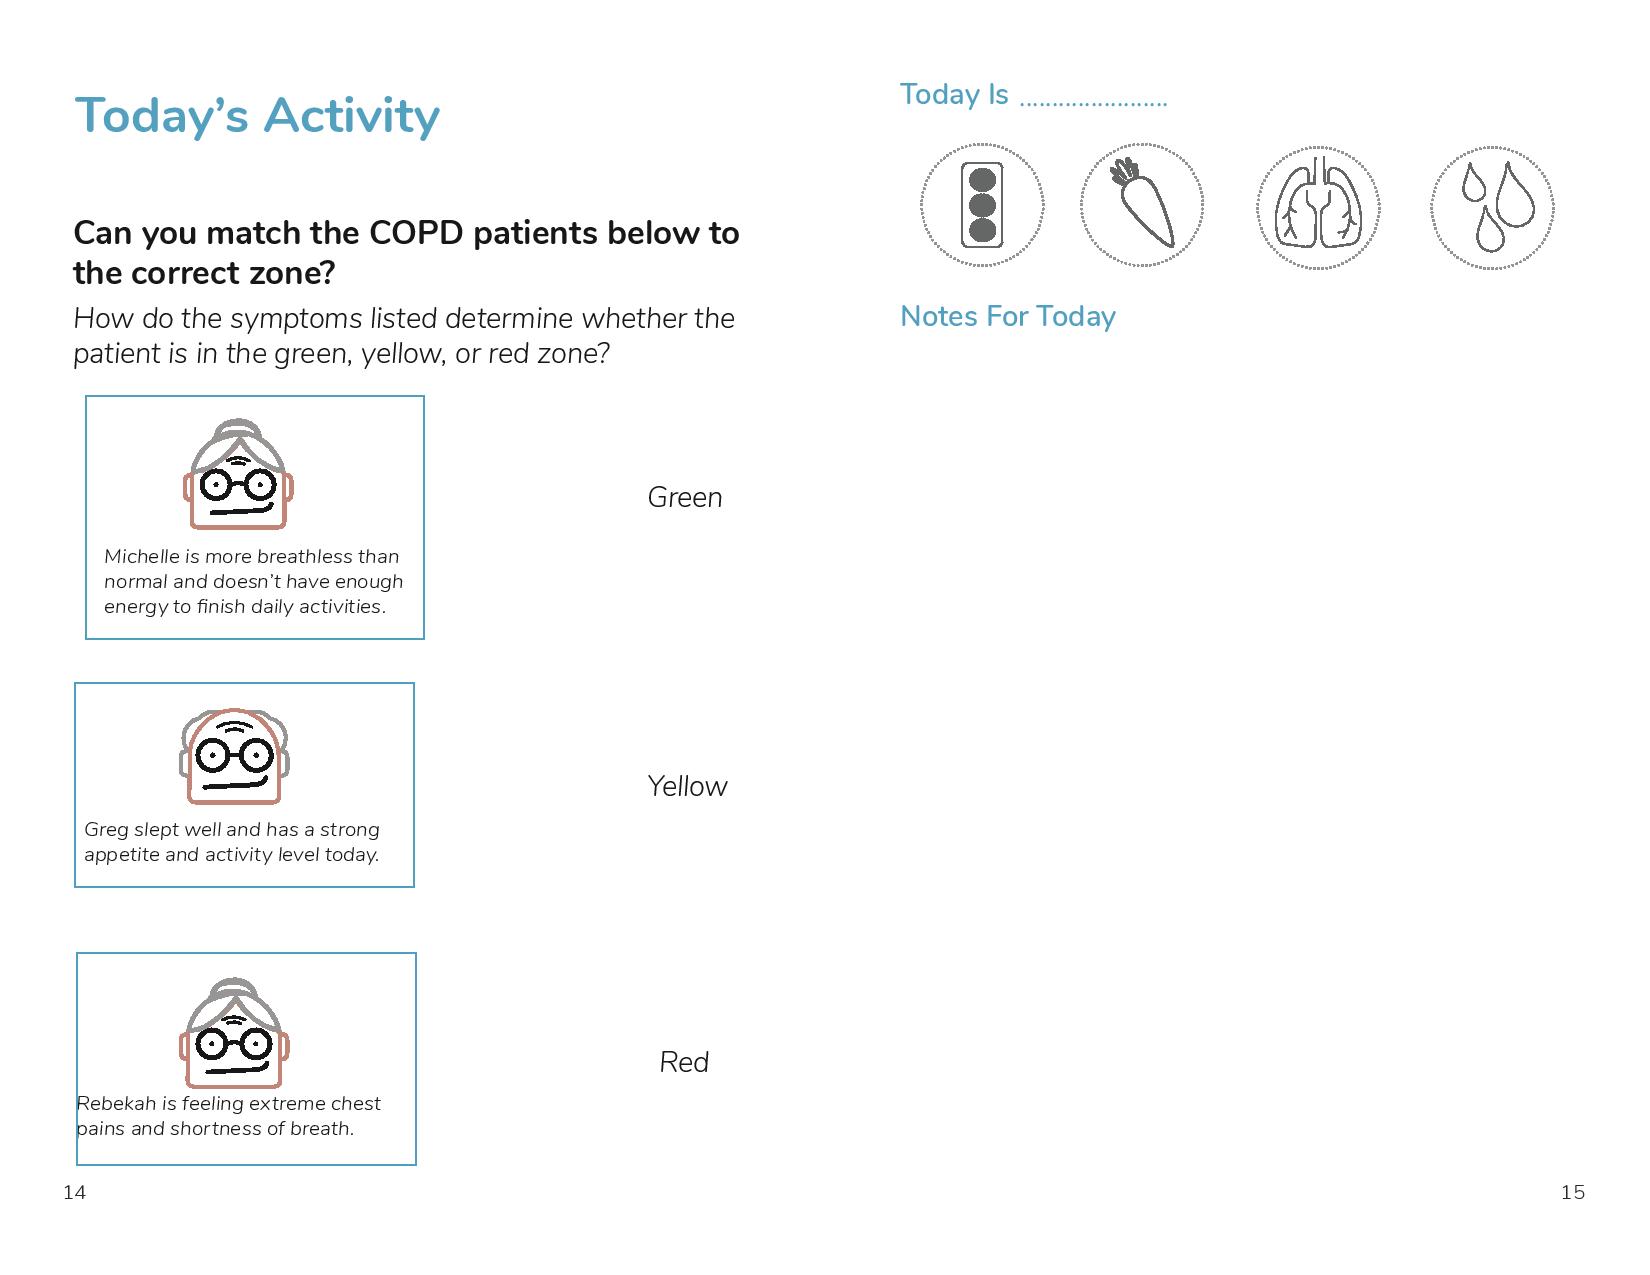 Today's Activity
Can you match the COPD patients below to
the correct zone?
How do the symptoms listed determine whether the
patient is in the green, yellow, or red zone?
Michelle is more breathless than
normal and doesn't have enough
energy to finish daily activities.
Green
Greg slept well and has a strong
appetite and activity level today.
Yellow
Rebekah is feeling extreme chest
pains and shortness of breath.
Red
14
Today Is .......................
Notes For Today
15